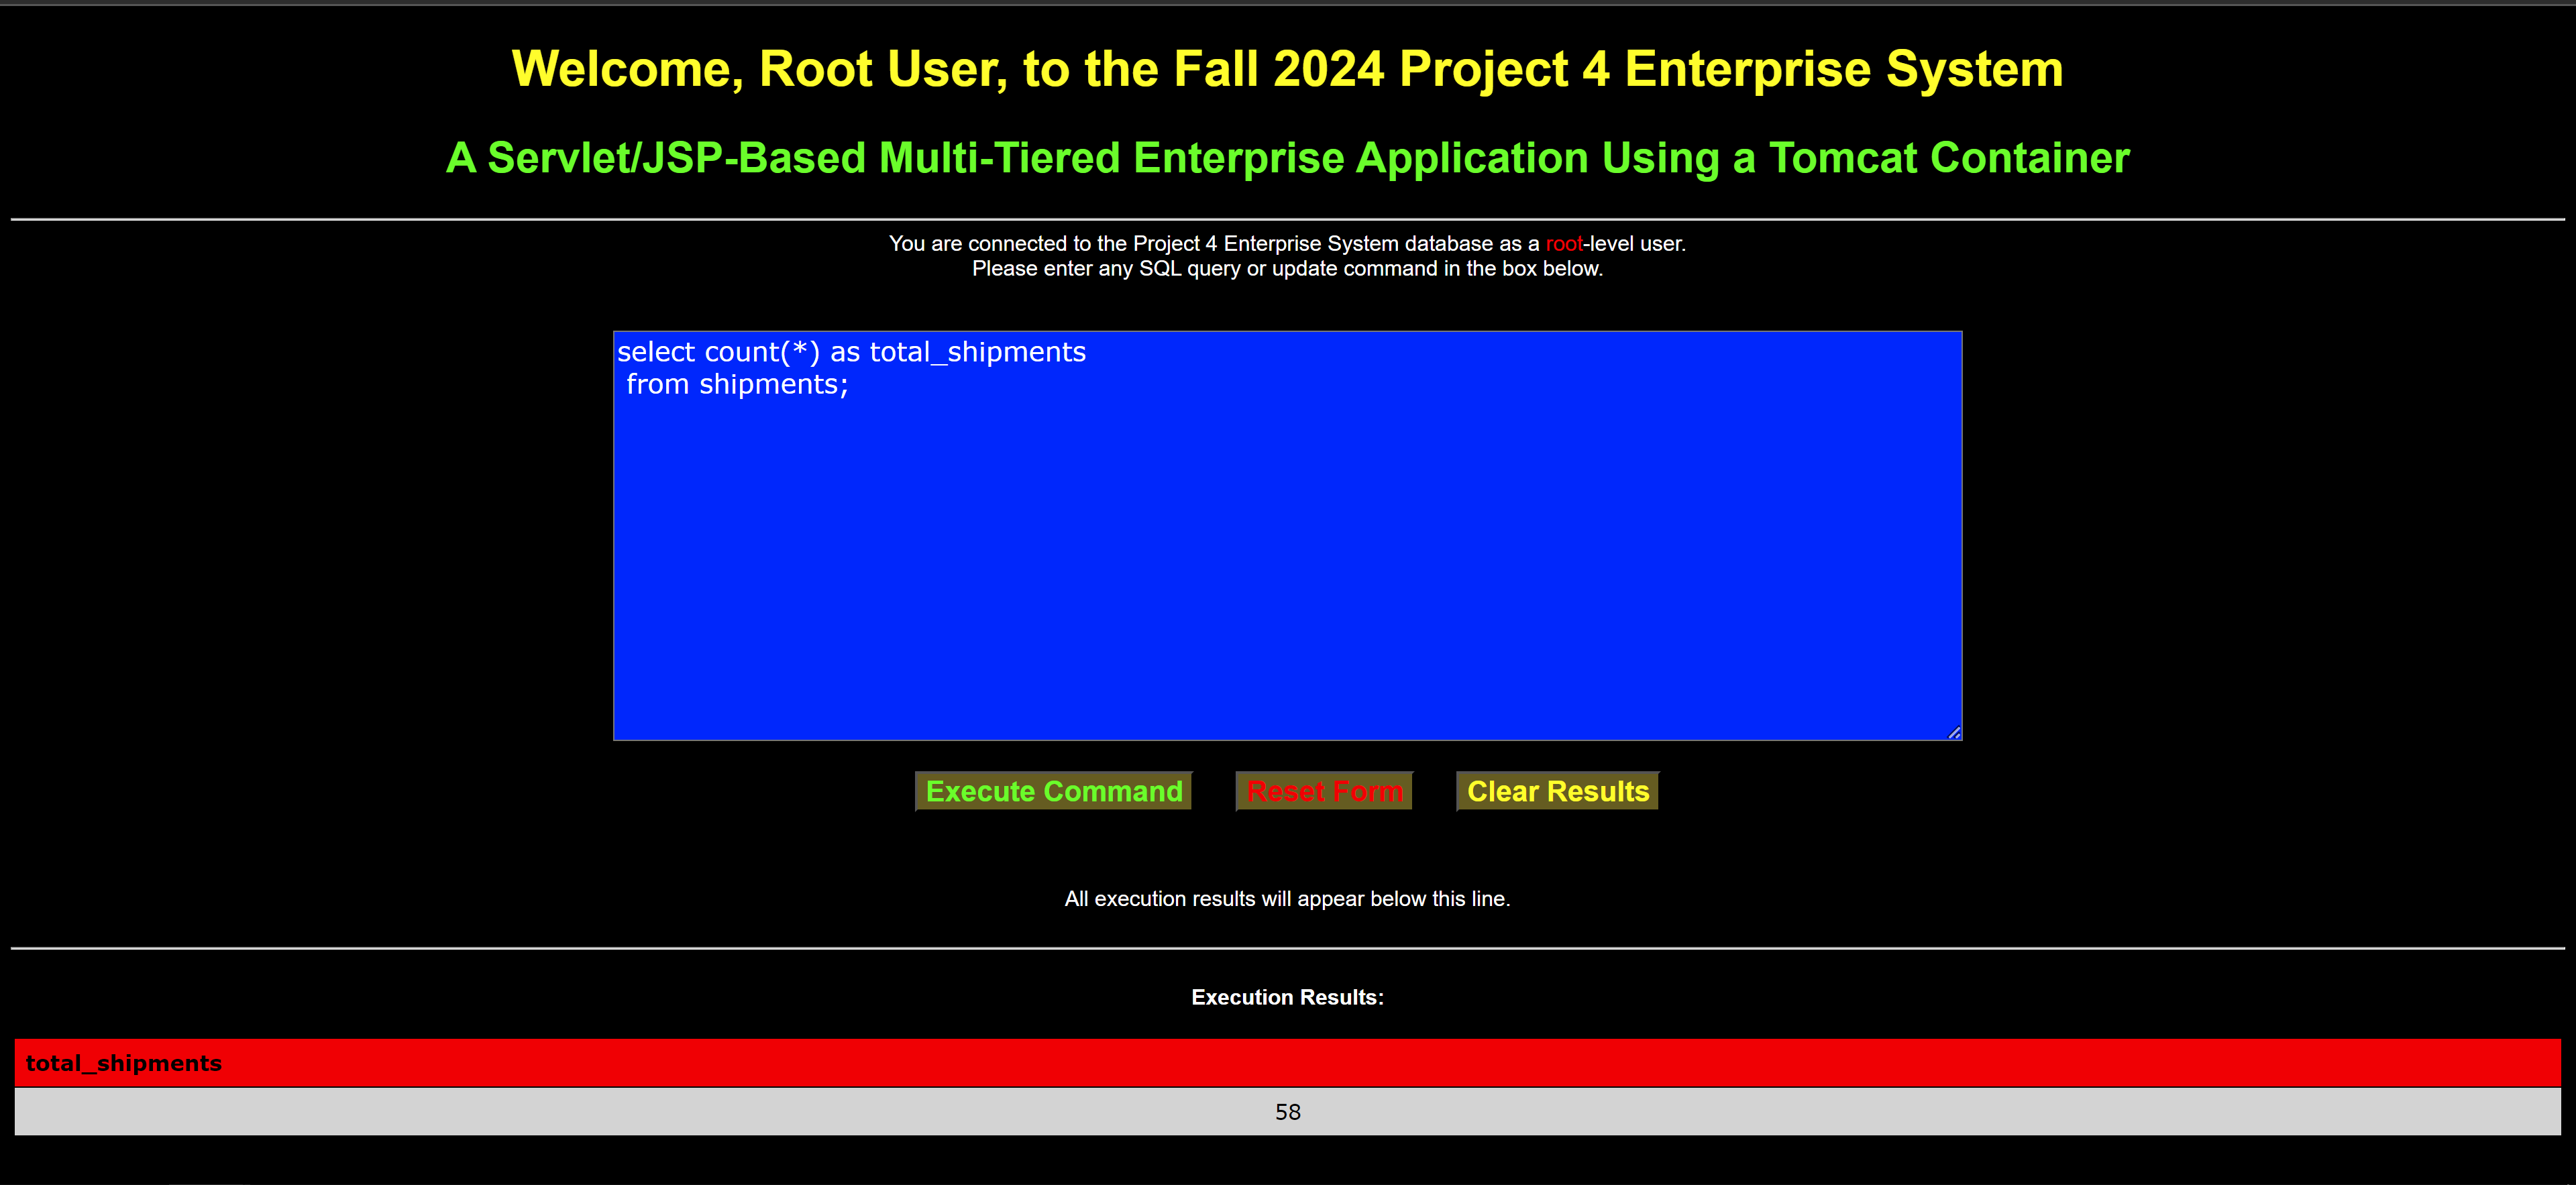 Welcome, Root User, to the Fall 2024 Project 4 Enterprise System
A Servlet/JSP-Based Multi-Tiered Enterprise Application Using a Tomcat Container
You are connected to the Project 4 Enterprise System database as a root-level user.
Please enter any SQL query or update command in the box below.
select count(*) as total_shipments
from shipments;
Execute Command Reset Form Clear Results
All execution results will appear below this line.
Execution Results:
total_shipments
58